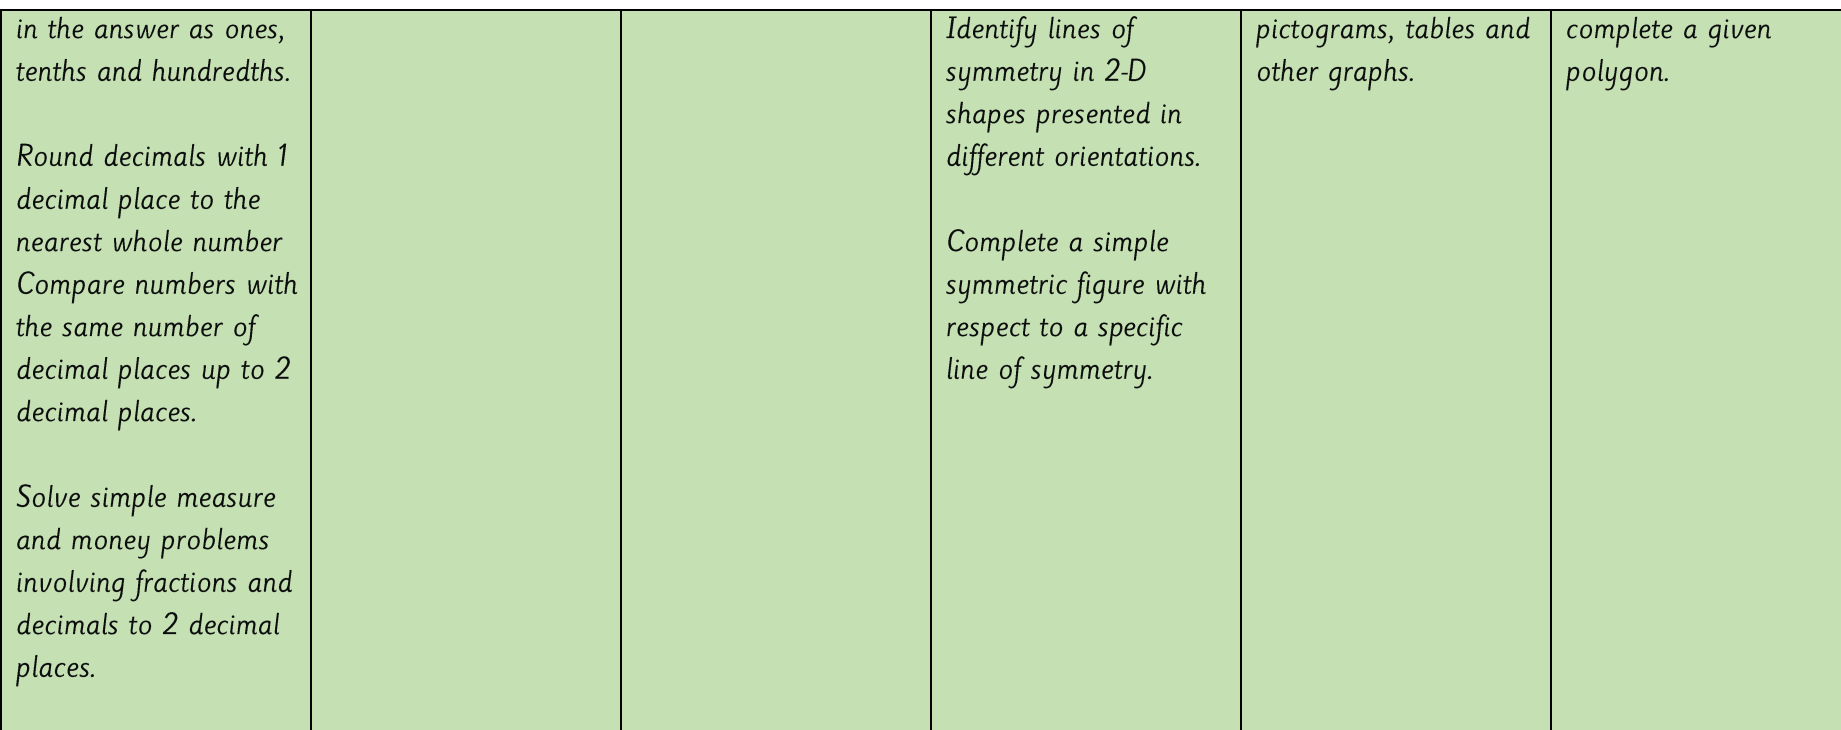 in the answer as ones,
tenths and hundredths.
Round decimals with 1
decimal place to the
nearest whole number
Compare numbers with
the same number of
decimal places up to 2
decimal places.
Solve simple measure
and money problems
involving fractions and
decimals to 2 decimal
places.
Identify lines of
symmetry in 2-D
shapes presented in
different orientations.
Complete a simple
symmetric figure with
respect to a specific
line of symmetry.
pictograms, tables and
other graphs.
complete a given
polygon.